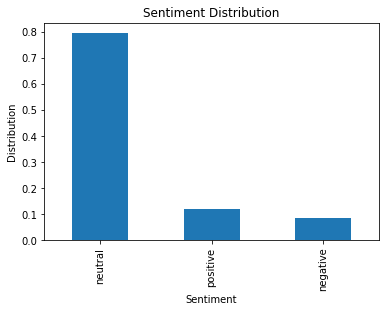 Sentiment Distribution
0.8
0.7
0.6
0.5
0.4
0.3
0.2
0.1
0.0
Distribution
neutral
positive
negative
Sentiment